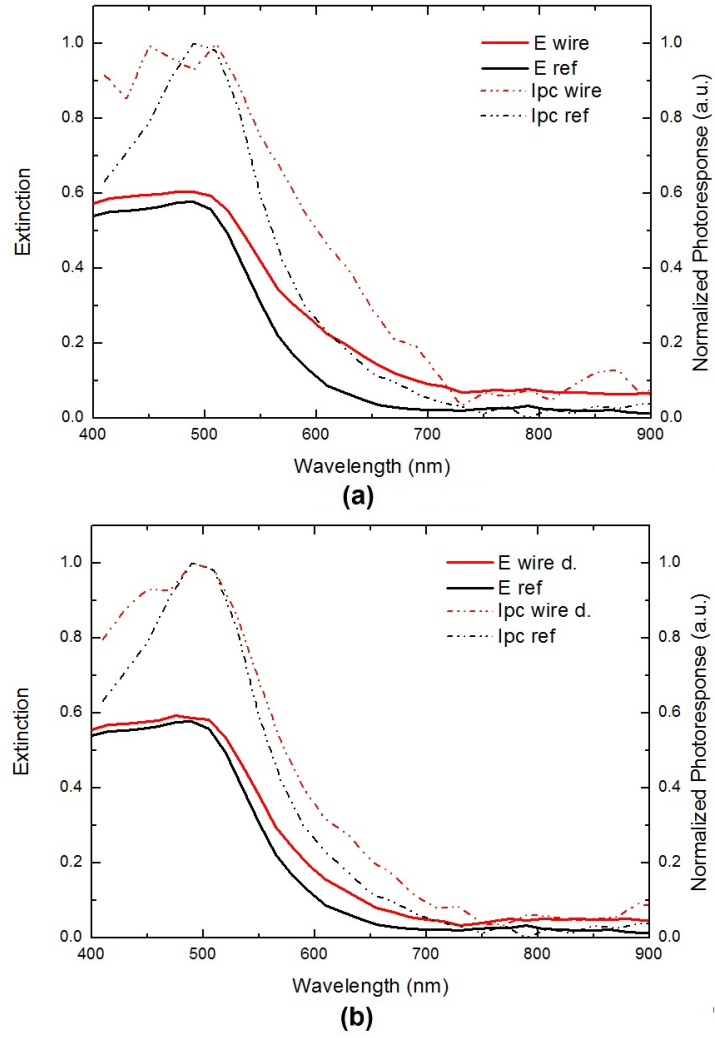 1.0
0.8
0.6
0.4
0.2
0.0
Extinction
E wire
E ref
Ipc wire
Ipc ref
1.0
0.8
0.6
0.4
0.2
0.0
Normalized Photoresponse (a.u.)
400 500 600 700 800 900
Wavelength (nm)
(a)
1.0
0.8
0.6
0.4
0.2
0.0
Extinction
E wire d.
E ref
Ipc wire d.
Ipc ref
1.0
0.8
0.6
0.4
0.2
0.0
Normalized Photoresponse (a.u.)
400 500 600 700 800 900
Wavelength (nm)
(b)